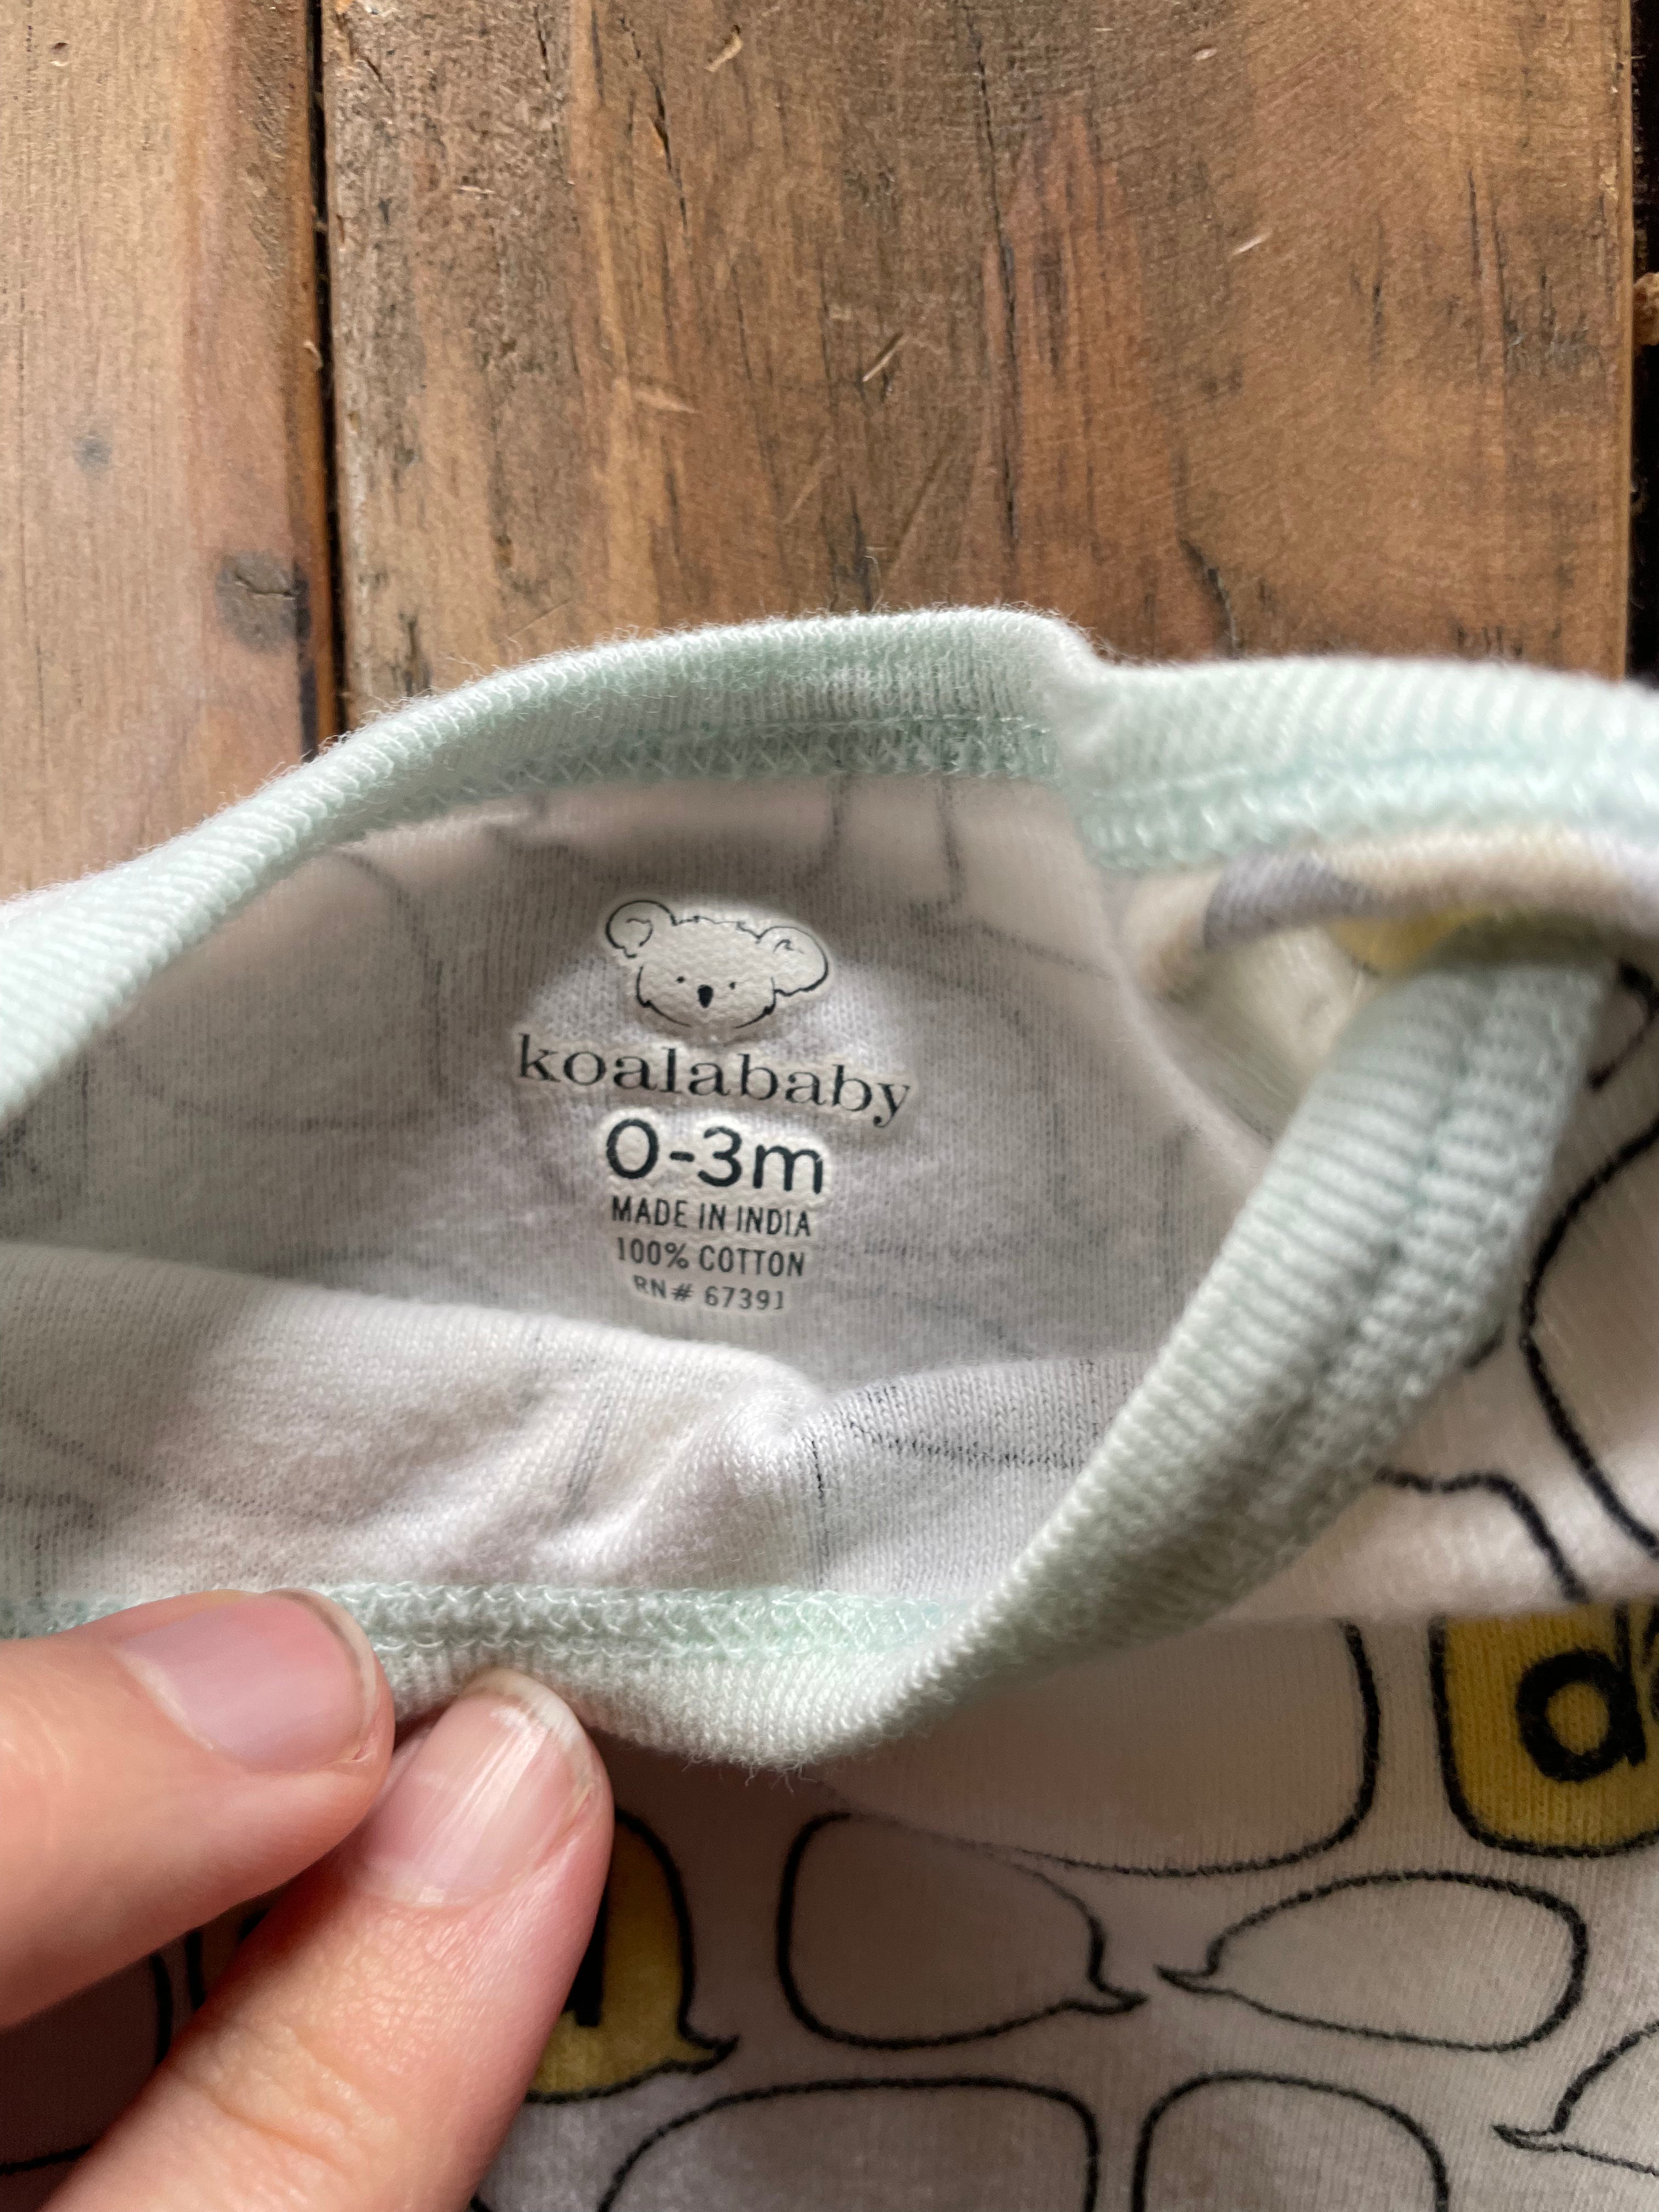 koalababy
0-3m
MADE IN INDIA
100% COTTON
RN# 67391